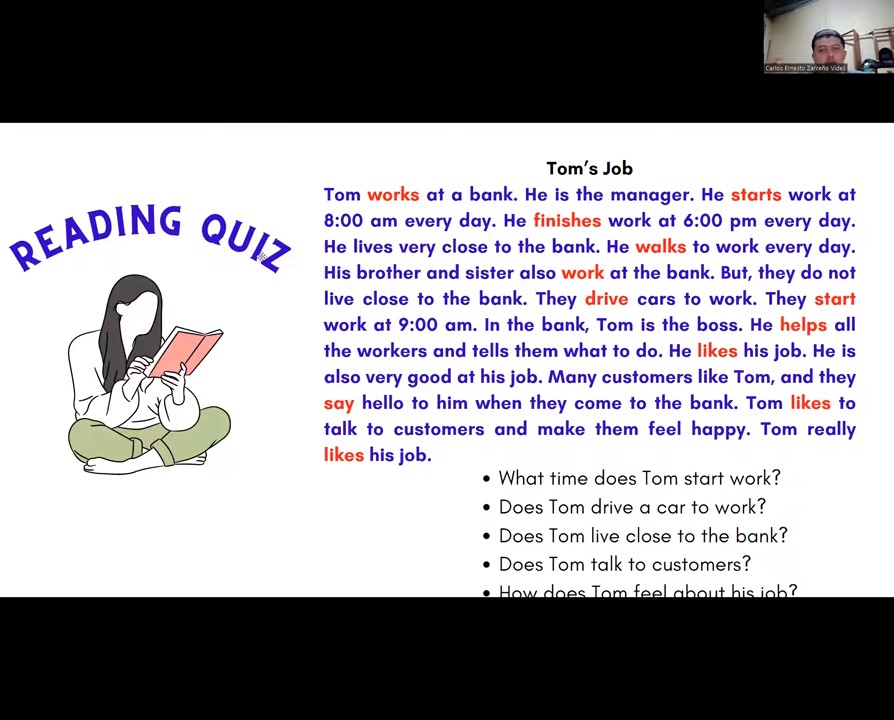 Carlos Ernesto Zarceño Vides
READING QUIZ
Tom's Job
Tom works at a bank. He is the manager. He starts work at
8:00 am every day. He finishes work at 6:00 pm every day.
He lives very close to the bank. He walks to work every day.
His brother and sister also work at the bank. But, they do not
live close to the bank. They drive cars to work. They start
work at 9:00 am. In the bank, Tom is the boss. He helps all
the workers and tells them what to do. He likes his job. He is
also very good at his job. Many customers like Tom, and they
say hello to him when they come to the bank. Tom likes to
talk to customers and make them feel happy. Tom really
likes his job.
• What time does Tom start work?
• Does Tom drive a car to work?
• Does Tom live close to the bank?
• Does Tom talk to customers?
• How does Tom feel about his job?